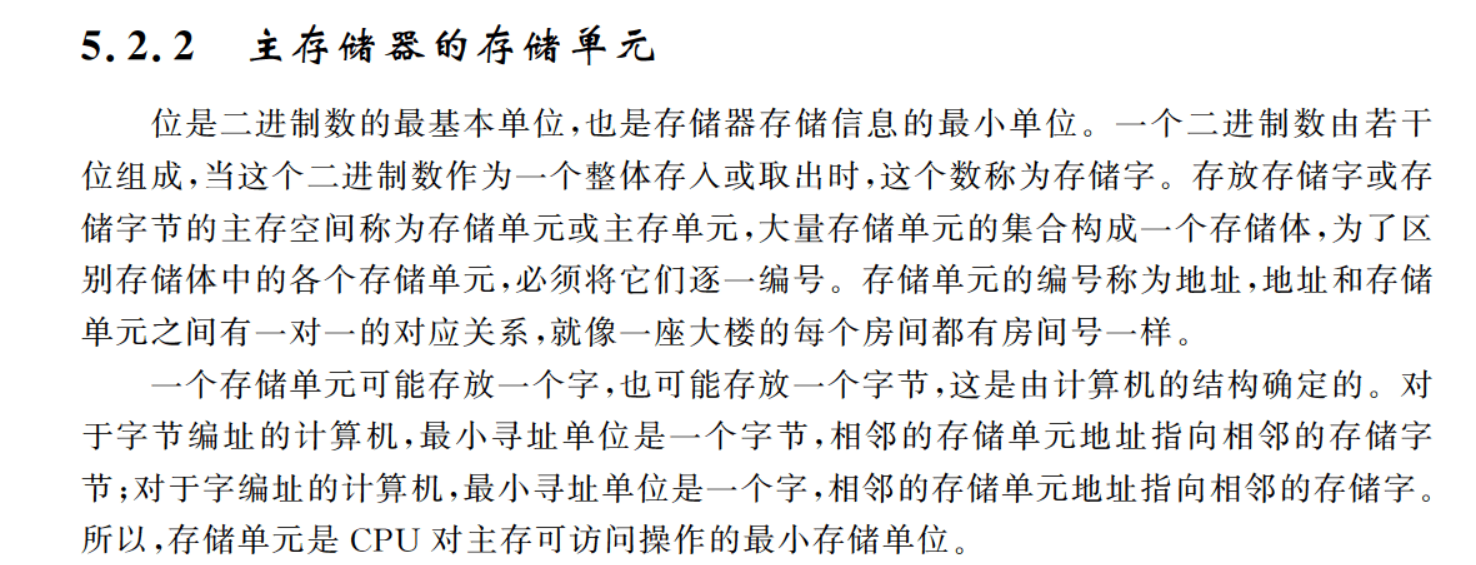 5.2.2 主存储器的存储单元
位是二进制数的最基本单位,也是存储器存储信息的最小单位。一个二进制数由若干
位组成,当这个二进制数作为一个整体存入或取出时,这个数称为存储字。存放存储字或存
储字节的主存空间称为存储单元或主存单元,大量存储单元的集合构成一个存储体,为了区
别存储体中的各个存储单元,必须将它们逐一编号。存储单元的编号称为地址,地址和存储
单元之间有一对一的对应关系,就像一座大楼的每个房间都有房间号一样。
一个存储单元可能存放一个字,也可能存放一个字节,这是由计算机的结构确定的。对
于字节编址的计算机,最小寻址单位是一个字节,相邻的存储单元地址指向相邻的存储字
节;对于字编址的计算机,最小寻址单位是一个字,相邻的存储单元地址指向相邻的存储字。
所以,存储单元是 CPU 对主存可访问操作的最小存储单位。